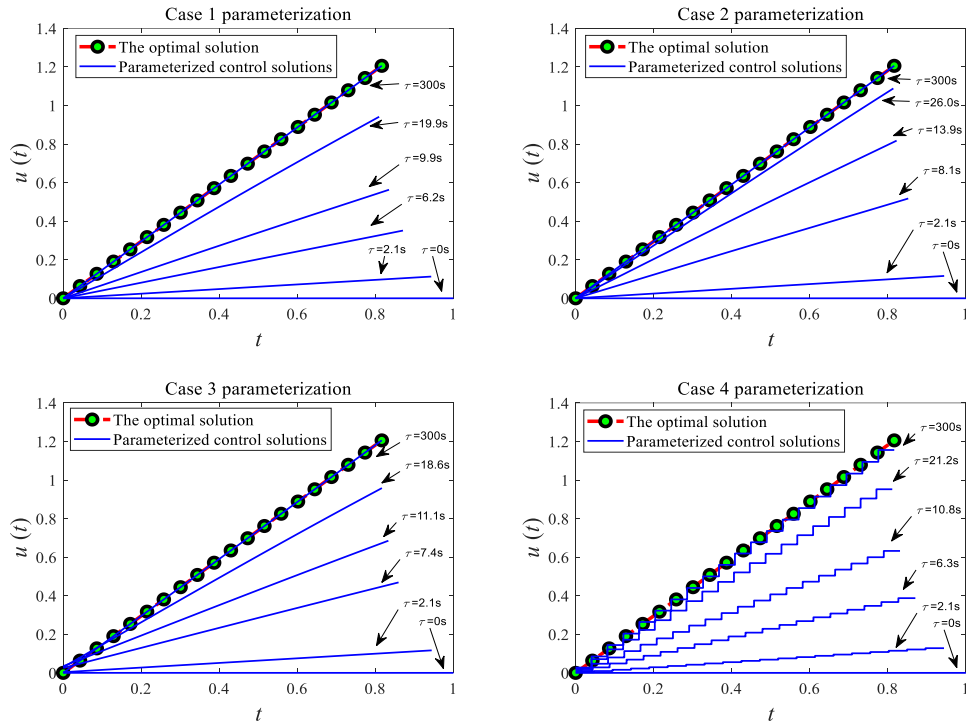 Case 1 parameterization
1.4
1.2
1
0.8
0.6
0.4
0.2
0
u (t)
The optimal solution
Parameterized control solutions
τ=300s
τ=19.9s
τ=9.9s
τ=6.2s
τ=2.1s
τ=0s
0
0.2
0.4
0.6
0.8
1
t
Case 2 parameterization
1.4
1.2
1
0.8
0.6
0.4
0.2
0
u (t)
The optimal solution
Parameterized control solutions
τ=300s
τ=26.0s
τ=13.9s
τ=8.1s
τ=2.1s
τ=0s
0
0.2
0.4
0.6
0.8
1
t
Case 3 parameterization
1.4
1.2
1
0.8
0.6
0.4
0.2
0
u (t)
The optimal solution
Parameterized control solutions
τ=300s
τ=18.6s
τ=11.1s
τ=7.4s
τ=2.1s
τ=0s
0
0.2
0.4
0.6
0.8
1
t
Case 4 parameterization
1.4
1.2
1
0.8
0.6
0.4
0.2
0
u (t)
The optimal solution
Parameterized control solutions
τ=300s
τ=21.2s
τ=10.8s
τ=6.3s
τ=2.1s
τ=0s
0
0.2
0.4
0.6
0.8
1
t